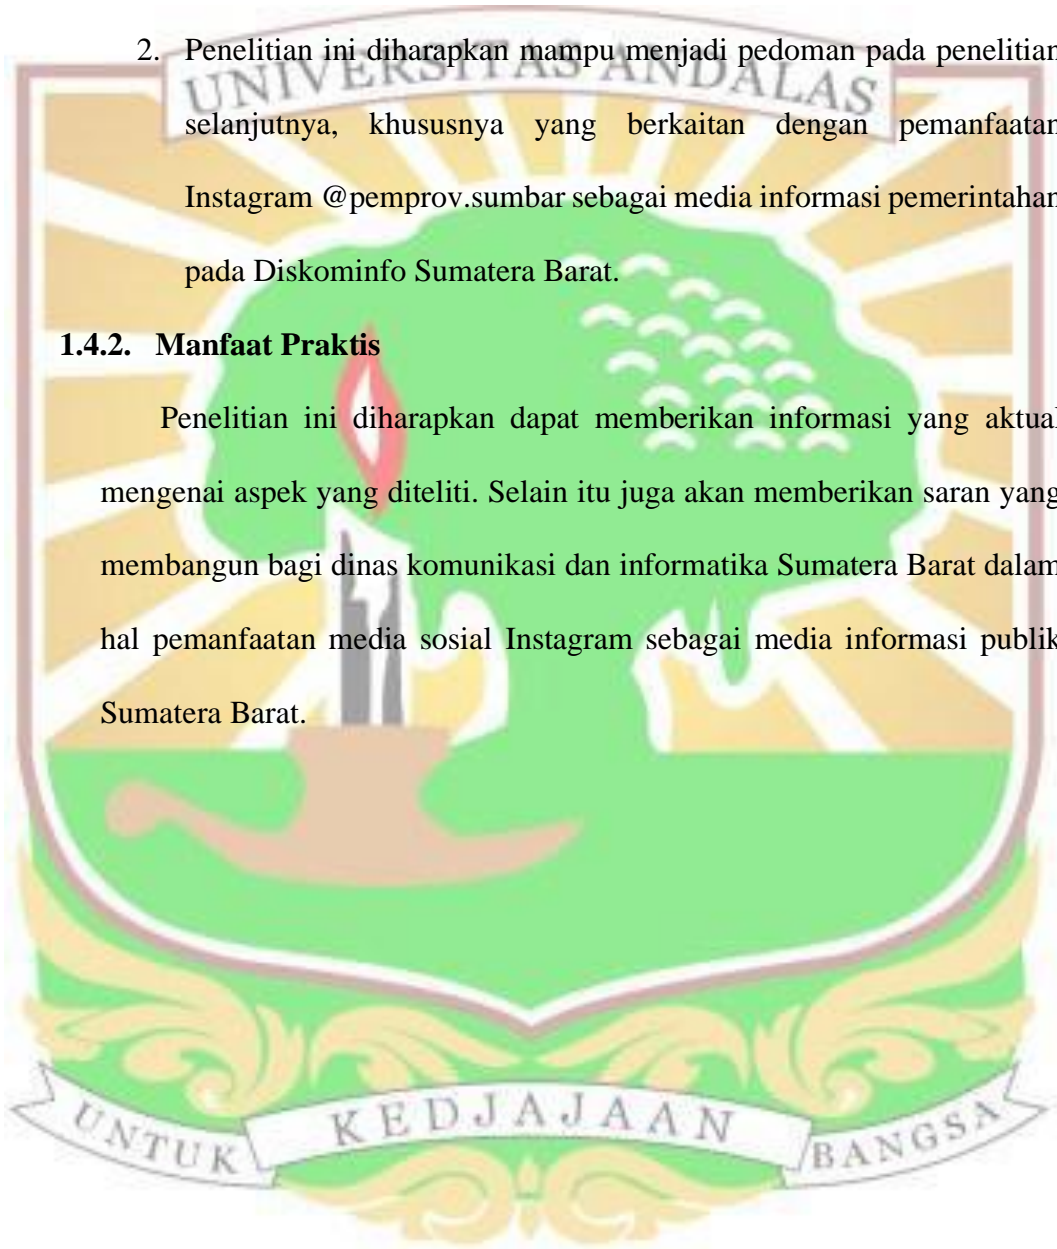 2. Penelitian ini diharapkan mampu menjadi pedoman pada penelitian
UNIVERSITAS ANDALAS
selanjutnya, khususnya yang berkaitan dengan pemanfaatan
Instagram @pemprov.sumbar sebagai media informasi pemerintahan
pada Diskominfo Sumatera Barat.
1.4.2. Manfaat Praktis
Penelitian ini diharapkan dapat memberikan informasi yang aktual
mengenai aspek yang diteliti. Selain itu juga akan memberikan saran yang
membangun bagi dinas komunikasi dan informatika Sumatera Barat dalam
hal pemanfaatan media sosial Instagram sebagai media informasi publik
Sumatera Barat.
UNTUK KEDJAJAAN BANGSA